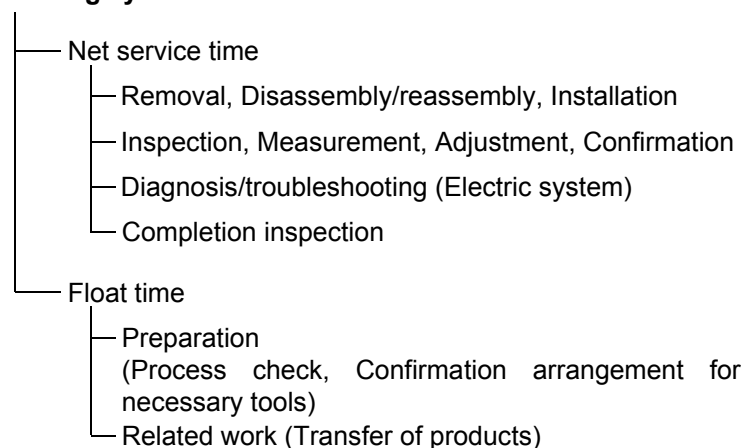 Net service time
Removal, Disassembly/reassembly, Installation
Inspection, Measurement, Adjustment, Confirmation
Diagnosis/troubleshooting (Electric system)
Completion inspection
Float time
Preparation
(Process check, Confirmation arrangement for
necessary tools)
Related work (Transfer of products)